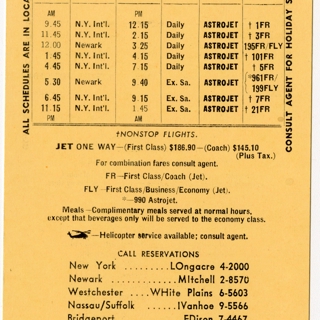 ALL SCHEDULES ARE IN LOCA
CONSULT AGENT FOR HOLIDAY S
AM PM
9.45 N.Y. Int'l. 12.15 Daily ASTROJET † 1FR
11.45 N.Y. Int'l. 2.15 Daily ASTROJET † 3FR
12.00 Newark 3.25 Daily ASTROJET 195FR/FLY
1.45 N.Y. Int'l. 4.15 Daily ASTROJET † 101FR
4.45 N.Y. Int'l. 7.15 Daily ASTROJET † 5FR
5.30 Newark 9.40 Ex. Sa. ASTROJET °961FR/
199FLY
6.45 N.Y. Int'l. 9.15 Ex. Sa. ASTROJET † 7FR
11.15 N.Y. Int'l. 1.45 Ex. Sa. ASTROJET † 21FR
PM AM
†NONSTOP FLIGHTS.
JET ONE WAY—(First Class) $186.90—(Coach) $145.10
(Plus Tax.)
For combination fares consult agent.
FR—First Class/Coach (Jet).
FLY—First Class/Business/Economy (Jet).
°—990 Astrojet.
Meals—Complimentary meals served at normal hours,
except that beverages only will be served to the economy class.
—Helicopter service available; consult agent.
CALL RESERVATIONS
New York ........ LOngacre 4-2000
Newark ............ MItchell 2-8570
Westchester ...... WHite Plains 6-5603
Nassau/Suffolk ...... IVanhoe 9-5566
Bridgeport ........ EDison 7-4467